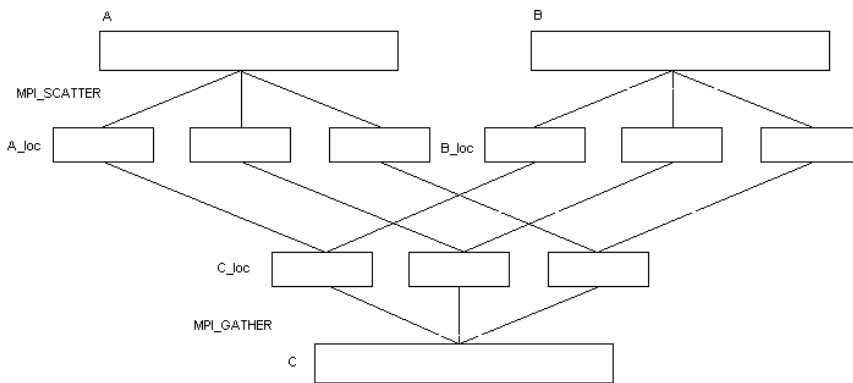 A
B
MPI_SCATTER
A_loc
B_loc
C_loc
MPI_GATHER
C